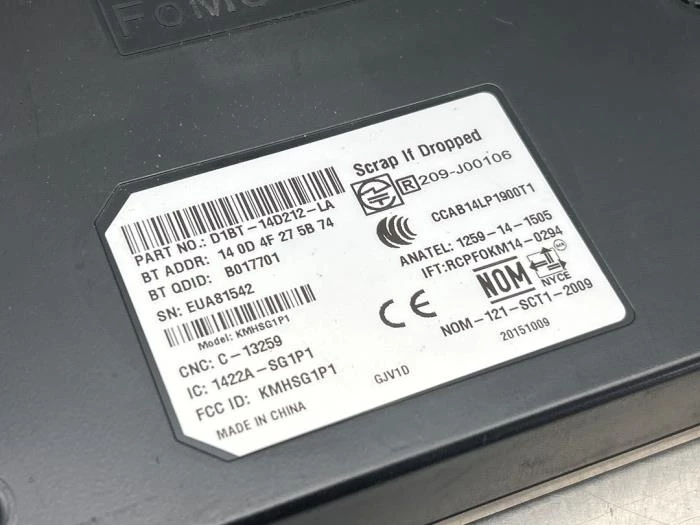 FoMo
PART NO.: D1BT-14D212-LA
BT ADDR: 14 0D 4F 27 5B 74
BT QDID: B017701
SN: EUA81542
Model: KMHSG1P1
CNC: C-13259
IC: 1422A-SG1P1
FCC ID: KMHSG1P1
MADE IN CHINA
Scrap If Dropped
R 209-J00106
CCAB14LP1900T1
ANATEL: 1259-14-1505
IFT:RCPFOKM14-0294
CE
NOM
NYCE
NOM-121-SCT1-2009
20151009
GJV1D